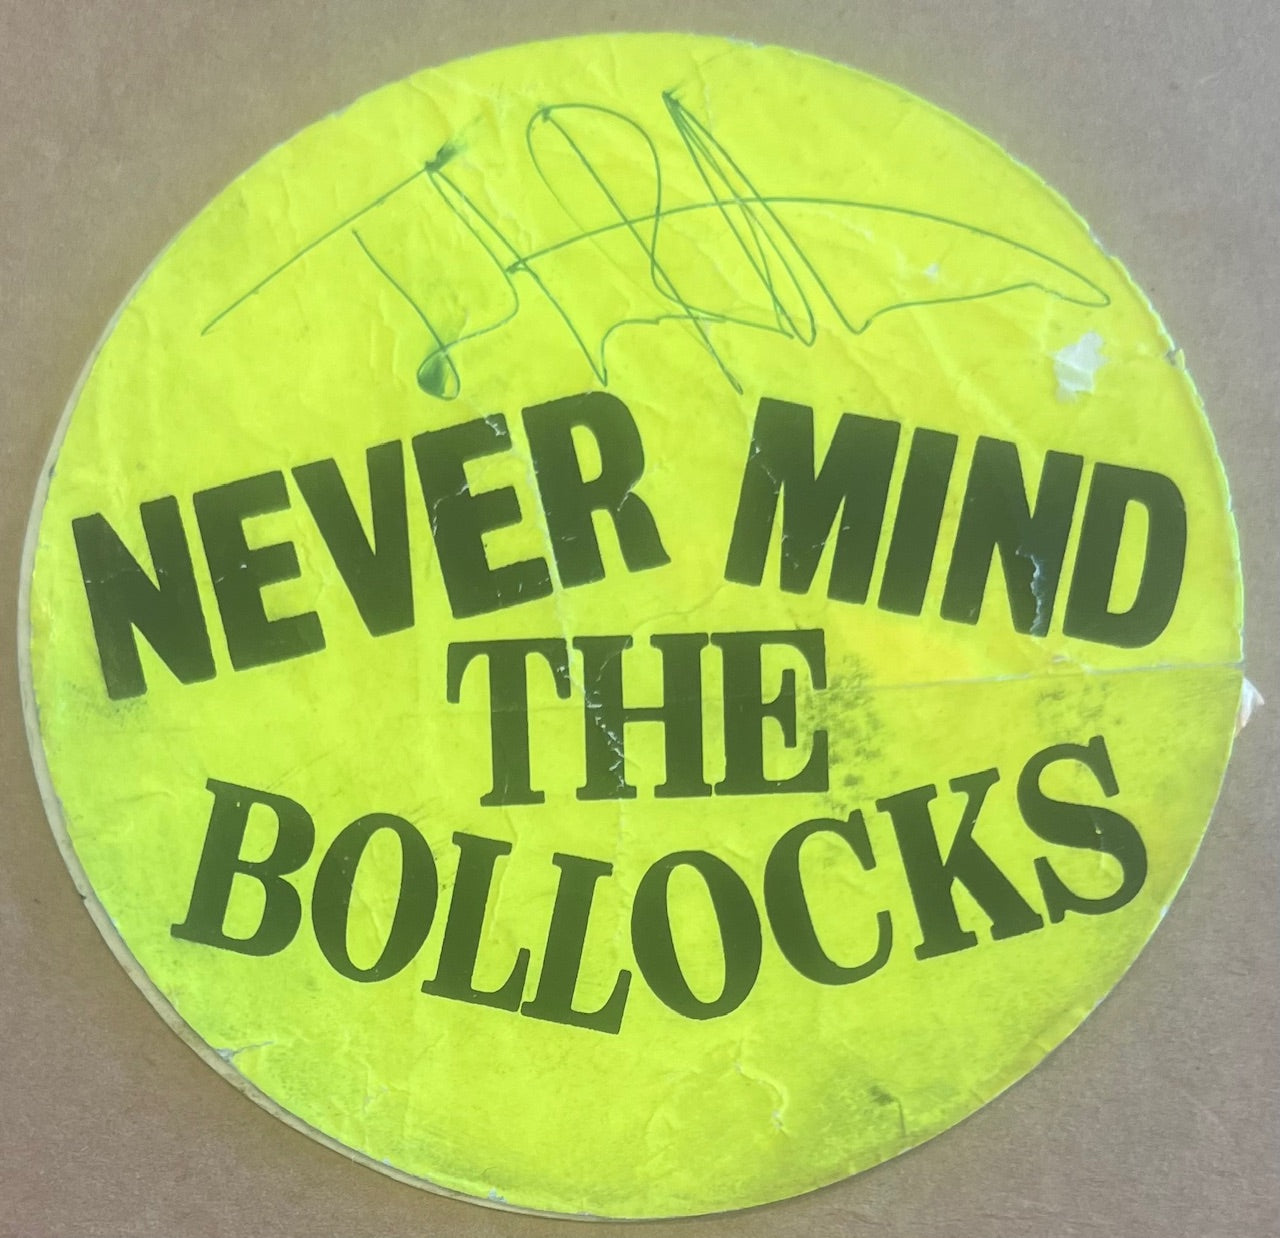 NEVER MIND
THE
BOLLOCKS